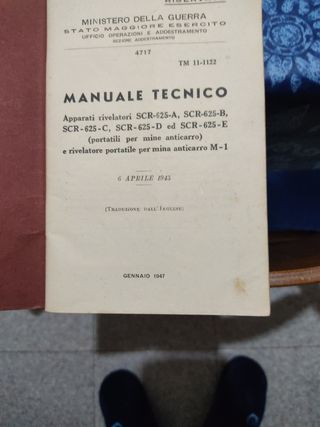 RISERVATO
MINISTERO DELLA GUERRA
STATO MAGGIORE ESERCITO
UFFICIO OPERAZIONI E ADDESTRAMENTO
SEZIONE ADDESTRAMENTO
4717
TM 11-1122
MANUALE TECNICO
Apparati rivelatori SCR-625-A, SCR-625-B,
SCR-625-C, SCR-625-D ed SCR-625-E
(portatili per mine anticarro)
e rivelatore portatile per mina anticarro M-1
6 APRILE 1945
(TRADUZIONE DALL'INGLESE)
GENNAIO 1947